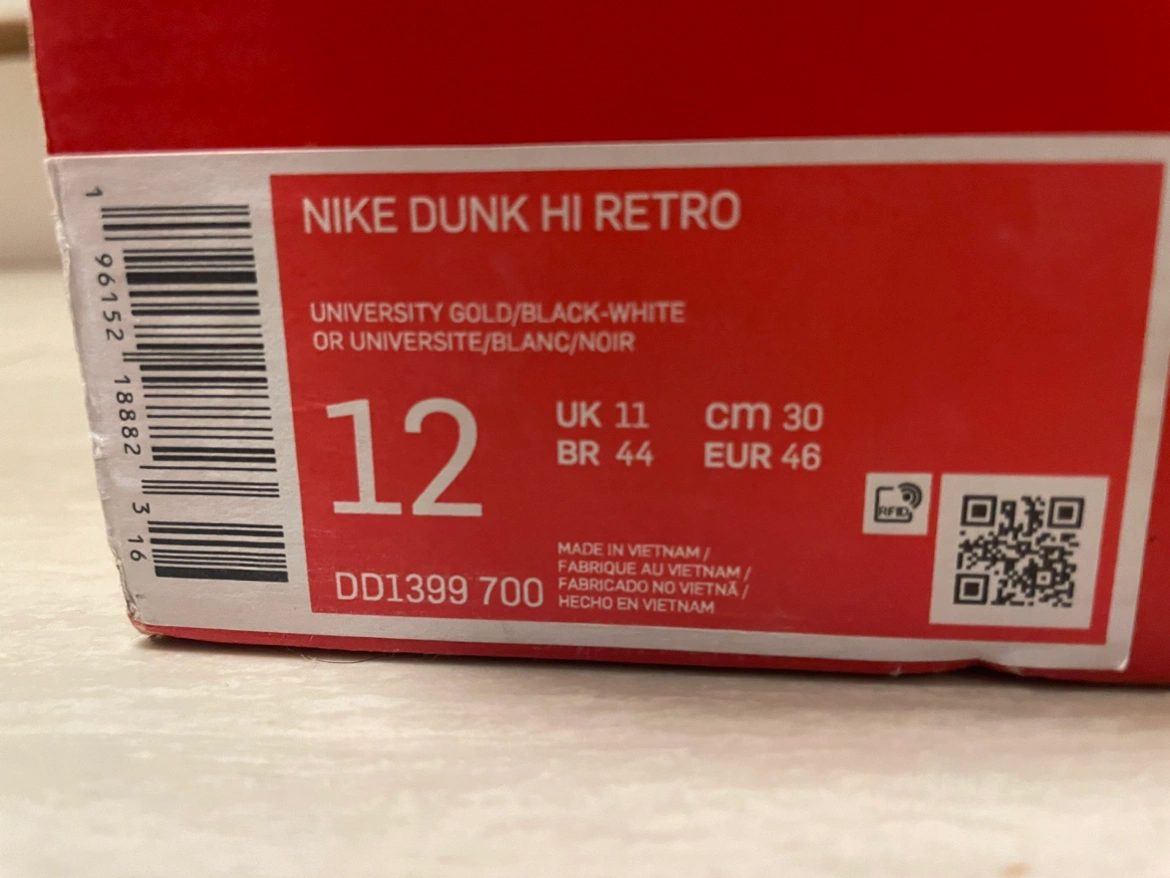 1 96152 18882 3 16
NIKE DUNK HI RETRO
UNIVERSITY GOLD/BLACK-WHITE
OR UNIVERSITE/BLANC/NOIR
12
UK 11 cm 30
BR 44 EUR 46
RFID
DD1399 700
MADE IN VIETNAM /
FABRIQUE AU VIETNAM /
FABRICADO NO VIETNÃ /
HECHO EN VIETNAM